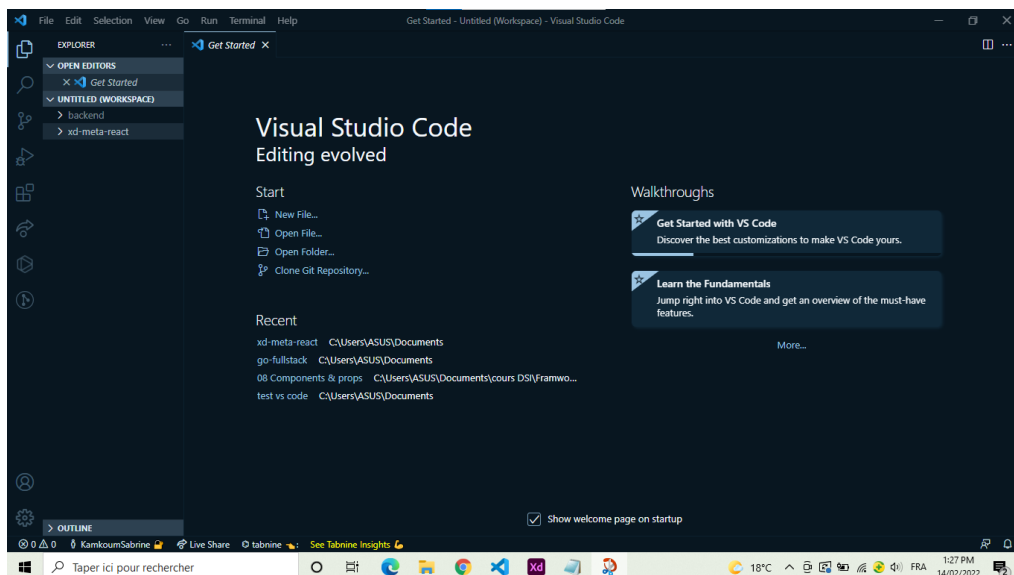 File Edit Selection View Go Run Terminal Help Get Started - Untitled (Workspace) - Visual Studio Code
EXPLORER
Get Started
OPEN EDITORS
Get Started
UNTITLED (WORKSPACE)
backend
xd-meta-react
Visual Studio Code
Editing evolved
Start
New File...
Open File...
Open Folder...
Clone Git Repository...
Recent
xd-meta-react C:\Users\ASUS\Documents
go-fullstack C:\Users\ASUS\Documents
08 Components & props C:\Users\ASUS\Documents\cours DSI\Framwo...
test vs code C:\Users\ASUS\Documents
Walkthroughs
Get Started with VS Code
Discover the best customizations to make VS Code yours.
Learn the Fundamentals
Jump right into VS Code and get an overview of the must-have
features.
More...
Show welcome page on startup
OUTLINE
0 0 KamkoumSabrine Live Share tabnine : See Tabnine Insights
Taper ici pour rechercher
Xd
18°C
FRA
1:27 PM
14/02/2022
2